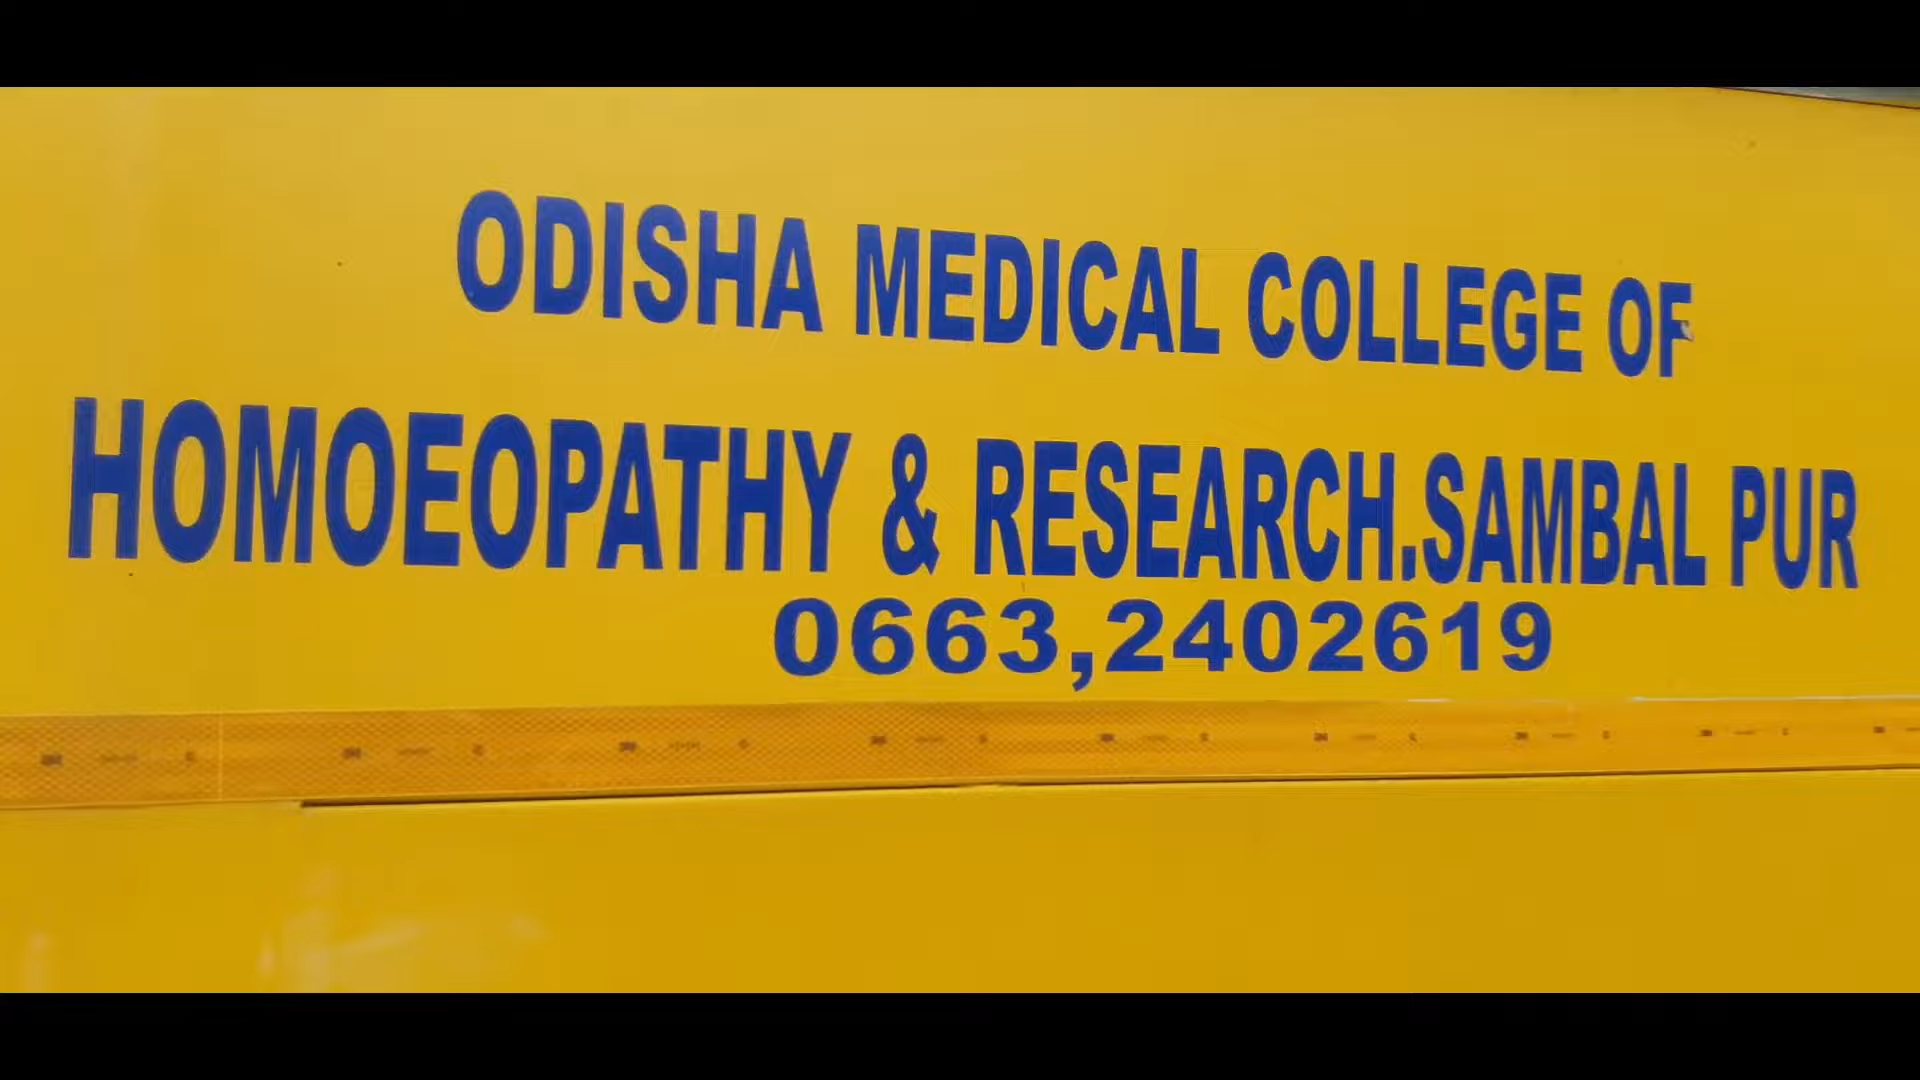 ODISHA MEDICAL COLLEGE OF
HOMOEOPATHY & RESEARCH.SAMBAL PUR
0663,2402619